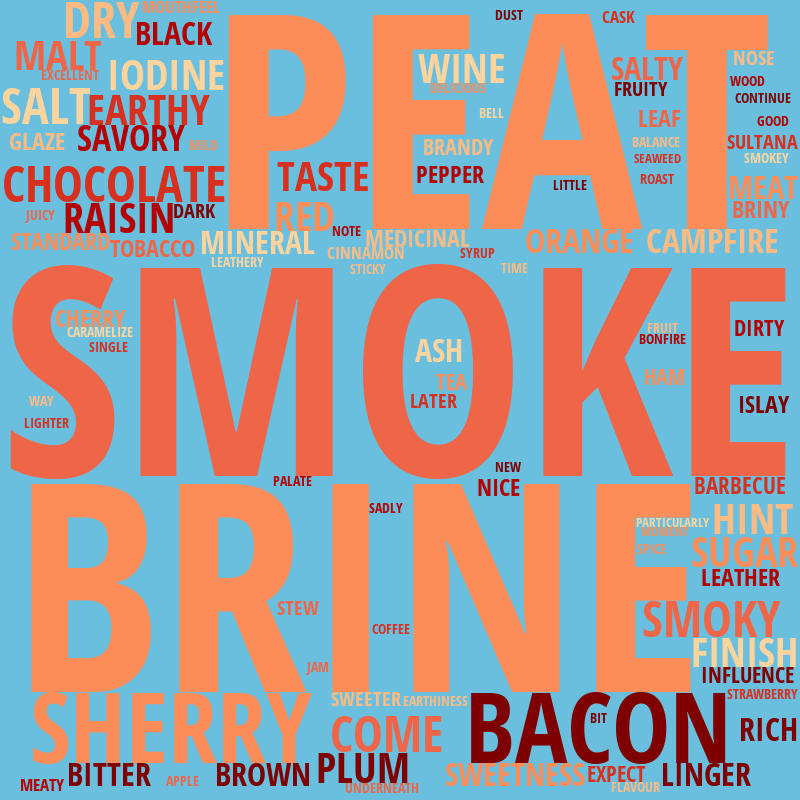 PEAT
SMOKE
BRINE
DRY
MOUTHFEEL
BLACK
MALT
EXCELLENT
IODINE
SALT
EARTHY
GLAZE
SAVORY
MILD
CHOCOLATE
TASTE
JUICY
RAISIN
DARK
RED
STANDARD
TOBACCO
MINERAL
LEATHERY
NOTE
MEDICINAL
CINNAMON
STICKY
SYRUP
TIME
DUST
CASK
WINE
DELICIOUS
BELL
BRANDY
PEPPER
LITTLE
SALTY
FRUITY
NOSE
WOOD
CONTINUE
LEAF
GOOD
BALANCE
SULTANA
SEAWEED
SMOKEY
ROAST
MEAT
BRINY
ORANGE
CAMPFIRE
CHERRY
CARAMELIZE
SINGLE
WAY
LIGHTER
ASH
TEA
LATER
FRUIT
BONFIRE
DIRTY
HAM
ISLAY
PALATE
NEW
NICE
SADLY
BARBECUE
PARTICULARLY
HINT
SPICE
SUGAR
LEATHER
STEW
COFFEE
JAM
SMOKY
FINISH
INFLUENCE
STRAWBERRY
SHERRY
SWEETER
EARTHINESS
COME
BACON
BIT
RICH
MEATY
BITTER
APPLE
BROWN
PLUM
UNDERNEATH
SWEETNESS
EXPECT
FLAVOUR
LINGER